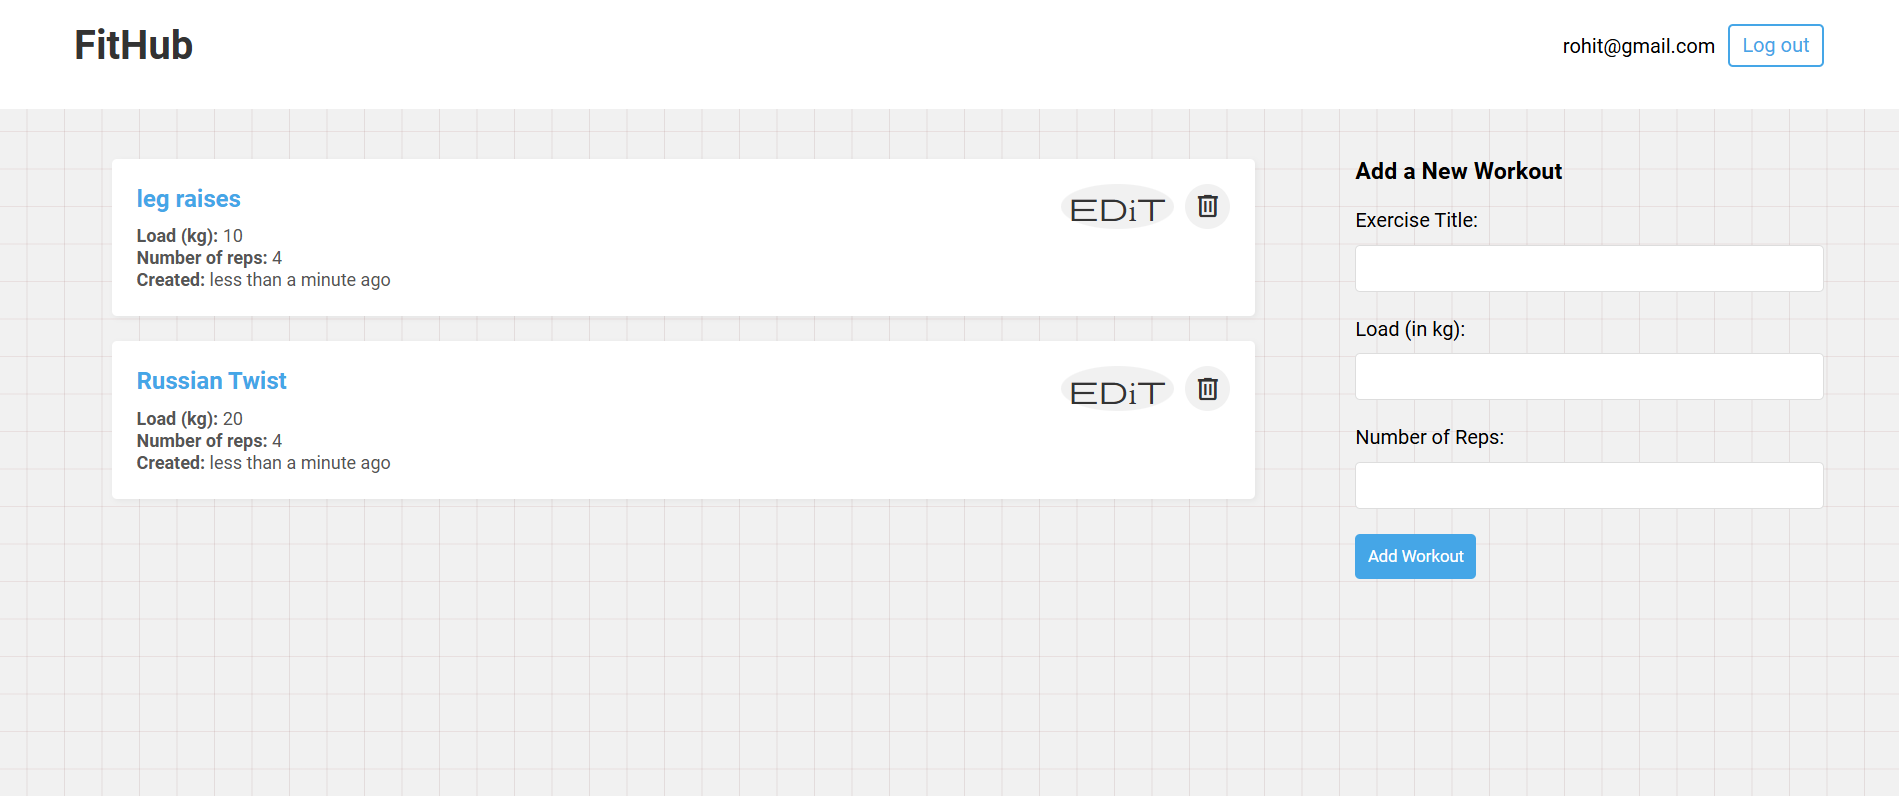 FitHub
rohit@gmail.com
Log out
leg raises
EDiT
Load (kg): 10
Number of reps: 4
Created: less than a minute ago
Russian Twist
EDiT
Load (kg): 20
Number of reps: 4
Created: less than a minute ago
Add a New Workout
Exercise Title:
Load (in kg):
Number of Reps:
Add Workout